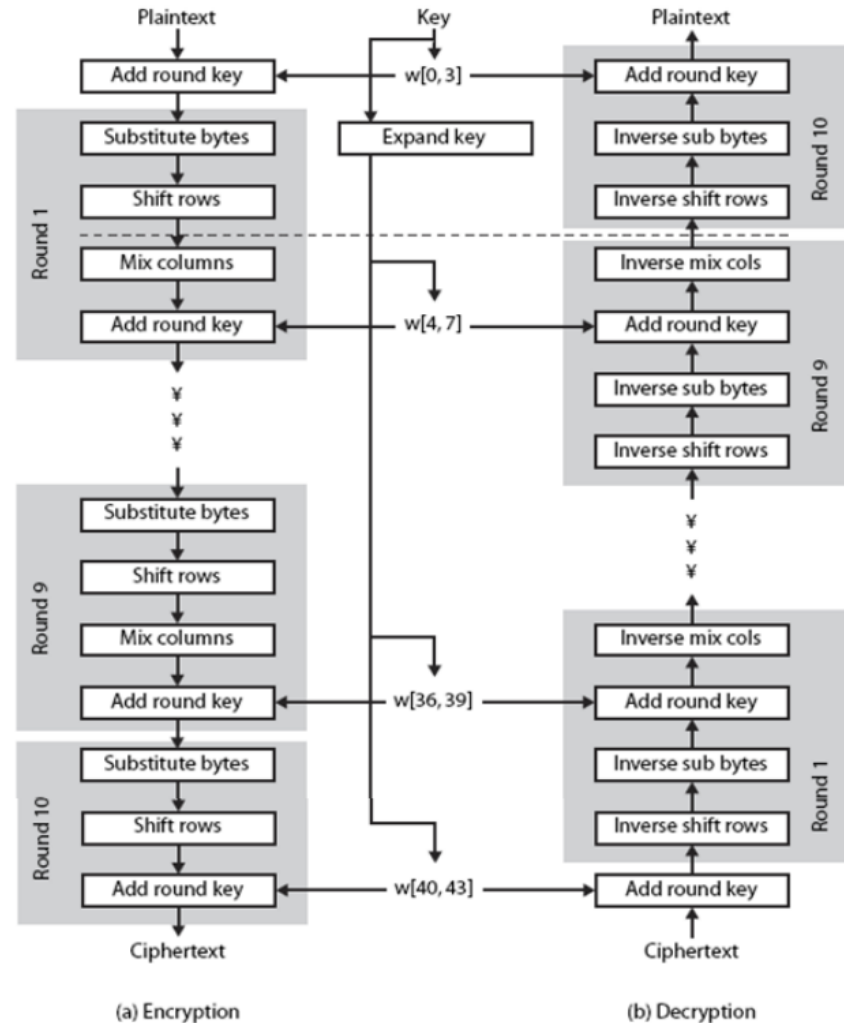 Plaintext
Key
Plaintext
Add round key
w[0, 3]
Add round key
Substitute bytes
Expand key
Inverse sub bytes
Round 10
Shift rows
Inverse shift rows
Round 1
Mix columns
Inverse mix cols
Add round key
w[4, 7]
Add round key
Round 9
¥
¥
¥
Inverse sub bytes
Inverse shift rows
Substitute bytes
¥
¥
¥
Shift rows
Round 9
Mix columns
Inverse mix cols
Add round key
w[36, 39]
Add round key
Substitute bytes
Inverse sub bytes
Round 1
Round 10
Shift rows
Inverse shift rows
Add round key
w[40, 43]
Add round key
Ciphertext
Ciphertext
(a) Encryption
(b) Decryption